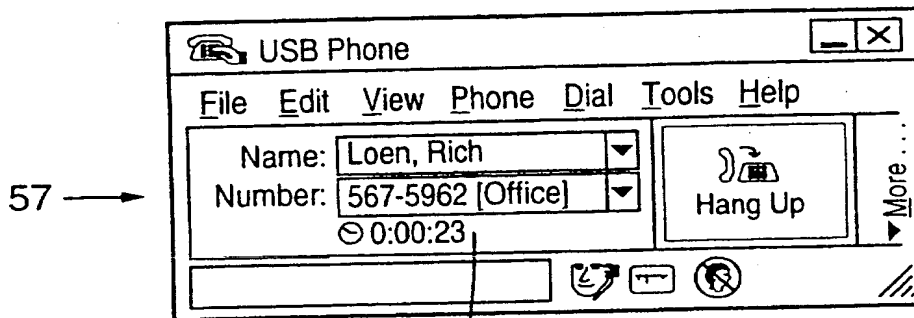 USB Phone
File Edit View Phone Dial Tools Help
Name: Loen, Rich
Number: 567-5962 [Office]
0:00:23
Hang Up
More...
57